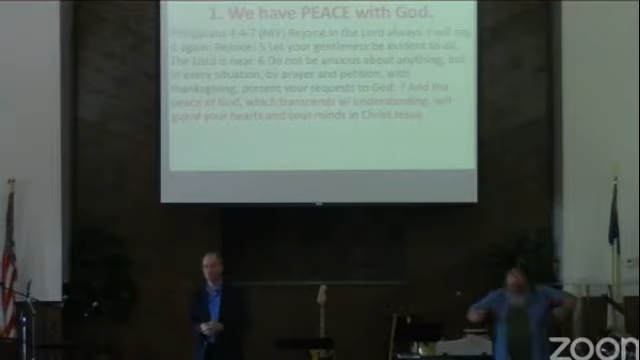 1. We have PEACE with God..
Philippians 4:4-7 (NIV) Rejoice in the Lord always. I will say
it again: Rejoice! 5 Let your gentleness be evident to all.
The Lord is near. 6 Do not be anxious about anything, but
in every situation, by prayer and petition, with
thanksgiving, present your requests to God. 7 And the
peace of God, which transcends all understanding, will
guard your hearts and your minds in Christ Jesus
zoom